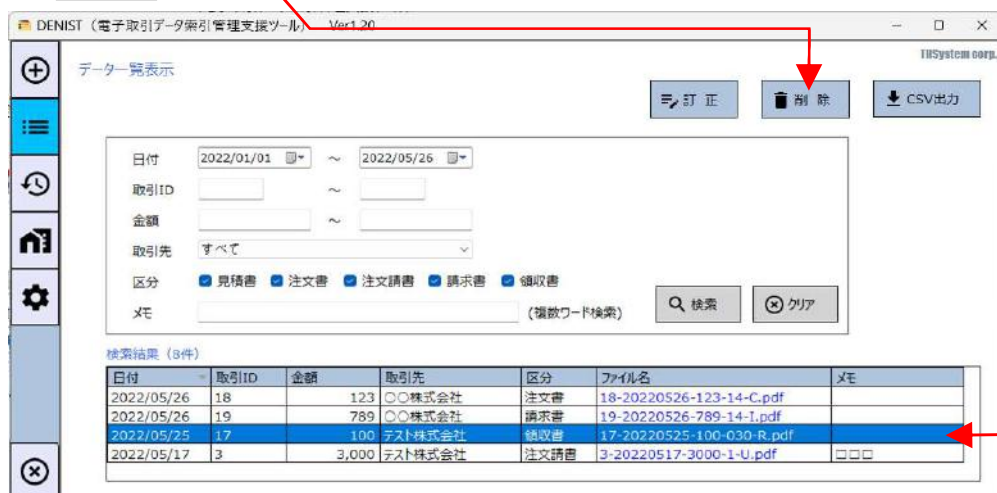 DENIST（電子取引データ索引管理支援ツール） Ver1.20
TRSystem corp.
データ一覧表示
訂 正
削 除
CSV出力
日付 2022/01/01 ～ 2022/05/26
取引ID ～
金額 ～
取引先 すべて
区分 見積書 注文書 注文請書 請求書 領収書
メモ (複数ワード検索) 検索 クリア
検索結果（8件）
日付 取引ID 金額 取引先 区分 ファイル名 メモ
2022/05/26 18 123 〇〇株式会社 注文書 18-20220526-123-14-C.pdf
2022/05/26 19 789 〇〇株式会社 請求書 19-20220526-789-14-I.pdf
2022/05/25 17 100 テスト株式会社 領収書 17-20220525-100-030-R.pdf
2022/05/17 3 3,000 テスト株式会社 注文請書 3-20220517-3000-1-U.pdf □□□